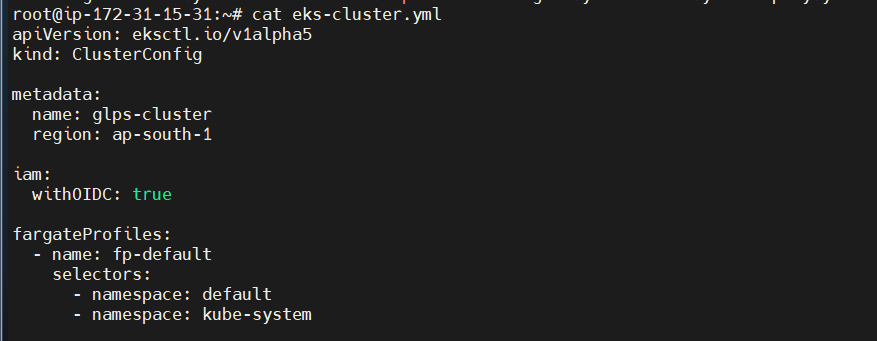 root@ip-172-31-15-31:~# cat eks-cluster.yml
apiVersion: eksctl.io/v1alpha5
kind: ClusterConfig

metadata:
  name: glps-cluster
  region: ap-south-1

iam:
  withOIDC: true

fargateProfiles:
  - name: fp-default
    selectors:
      - namespace: default
      - namespace: kube-system